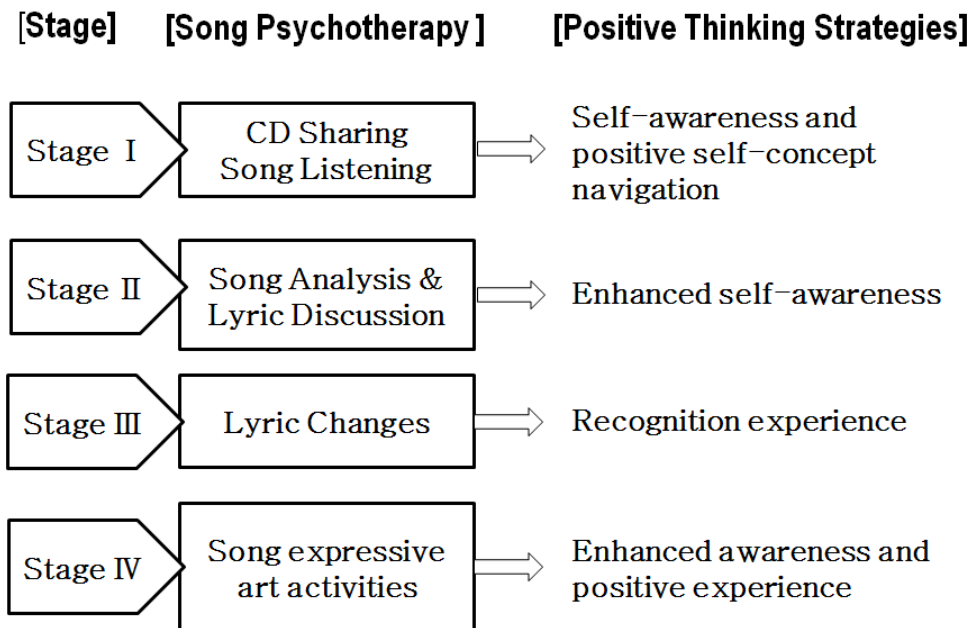 [Stage] [Song Psychotherapy ] [Positive Thinking Strategies]
Stage Ⅰ
CD Sharing
Song Listening
Self-awareness and
positive self-concept
navigation
Stage Ⅱ
Song Analysis &
Lyric Discussion
Enhanced self-awareness
Stage Ⅲ
Lyric Changes
Recognition experience
Stage Ⅳ
Song expressive
art activities
Enhanced awareness and
positive experience